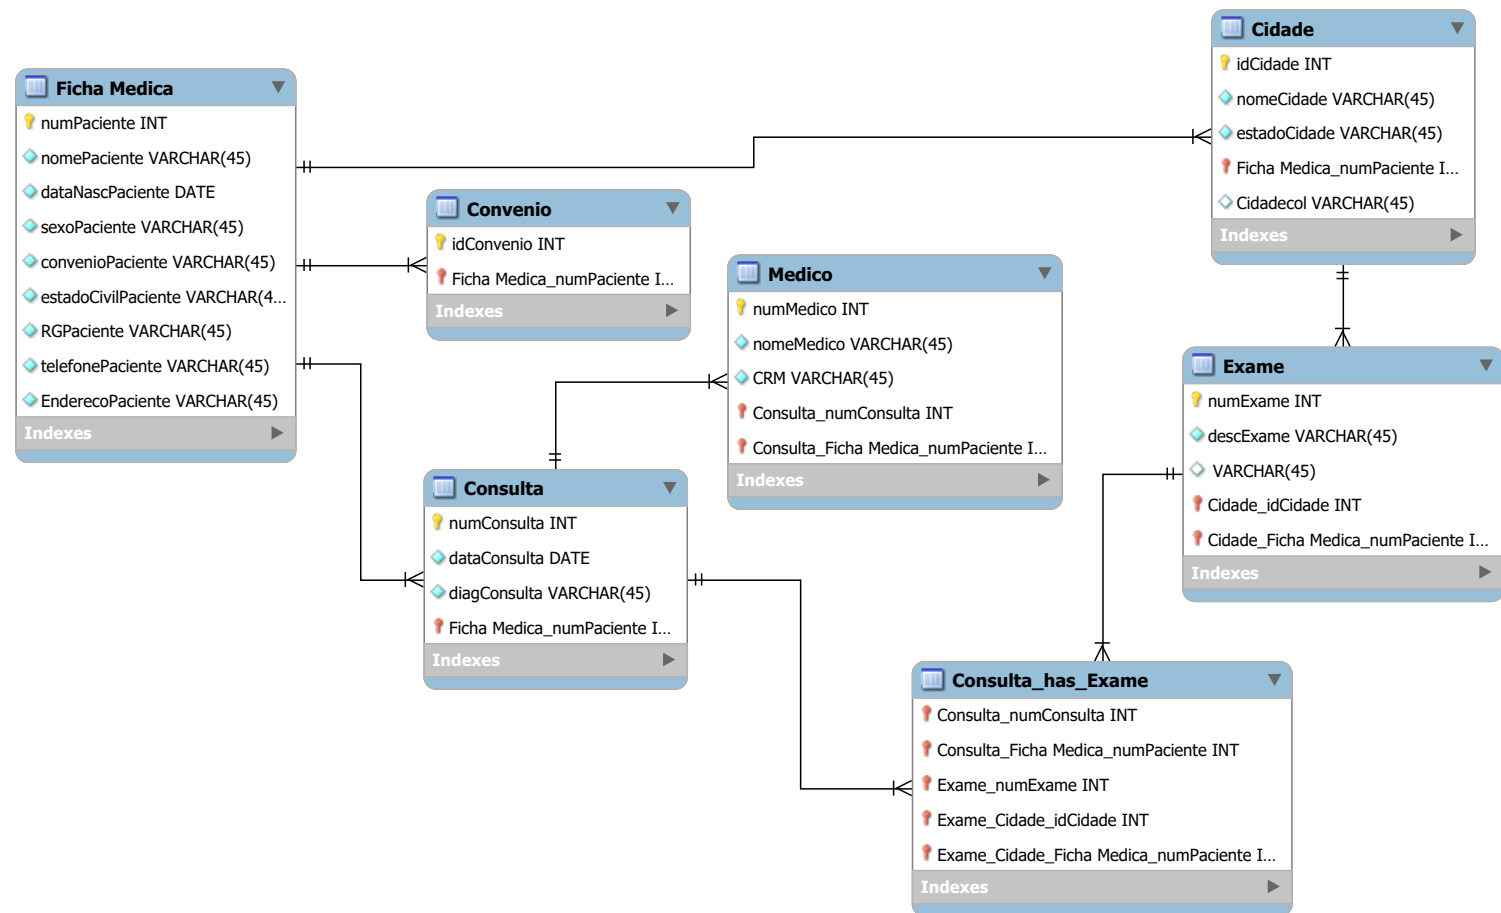 Ficha Medica
numPaciente INT
nomePaciente VARCHAR(45)
dataNascPaciente DATE
sexoPaciente VARCHAR(45)
convenioPaciente VARCHAR(45)
estadoCivilPaciente VARCHAR(4...
RGPaciente VARCHAR(45)
telefonePaciente VARCHAR(45)
EnderecoPaciente VARCHAR(45)
Indexes
Convenio
idConvenio INT
Ficha Medica_numPaciente I...
Indexes
Medico
numMedico INT
nomeMedico VARCHAR(45)
CRM VARCHAR(45)
Consulta_numConsulta INT
Consulta_Ficha Medica_numPaciente I...
Indexes
Cidade
idCidade INT
nomeCidade VARCHAR(45)
estadoCidade VARCHAR(45)
Ficha Medica_numPaciente I...
Cidadecol VARCHAR(45)
Indexes
Exame
numExame INT
descExame VARCHAR(45)
VARCHAR(45)
Cidade_idCidade INT
Cidade_Ficha Medica_numPaciente I...
Indexes
Consulta
numConsulta INT
dataConsulta DATE
diagConsulta VARCHAR(45)
Ficha Medica_numPaciente I...
Indexes
Consulta_has_Exame
Consulta_numConsulta INT
Consulta_Ficha Medica_numPaciente INT
Exame_numExame INT
Exame_Cidade_idCidade INT
Exame_Cidade_Ficha Medica_numPaciente I...
Indexes